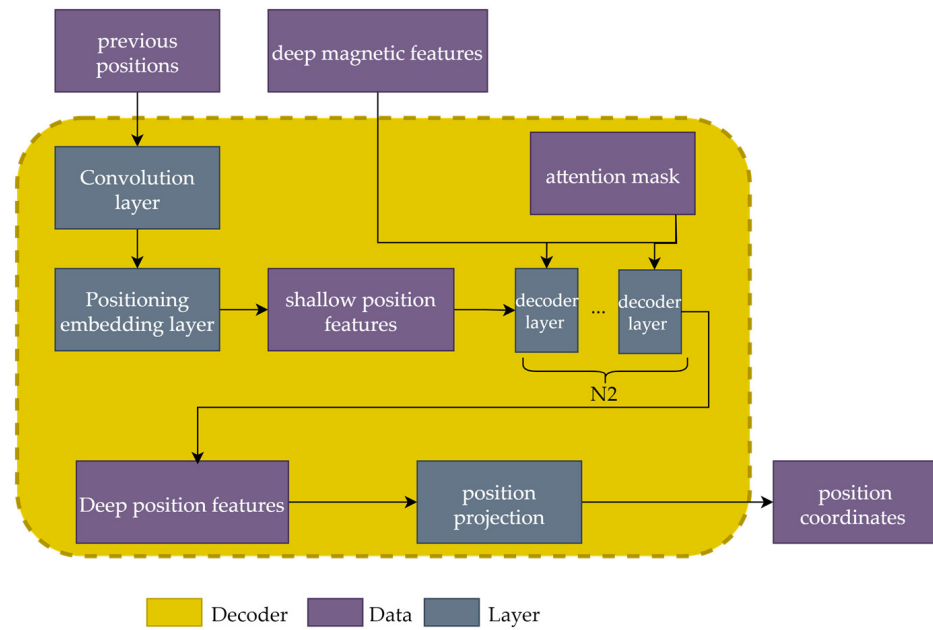 previous
positions
deep magnetic features
Convolution
layer
attention mask
Positioning
embedding layer
shallow position
features
decoder
layer
...
decoder
layer
N2
Deep position features
position
projection
position
coordinates
Decoder
Data
Layer